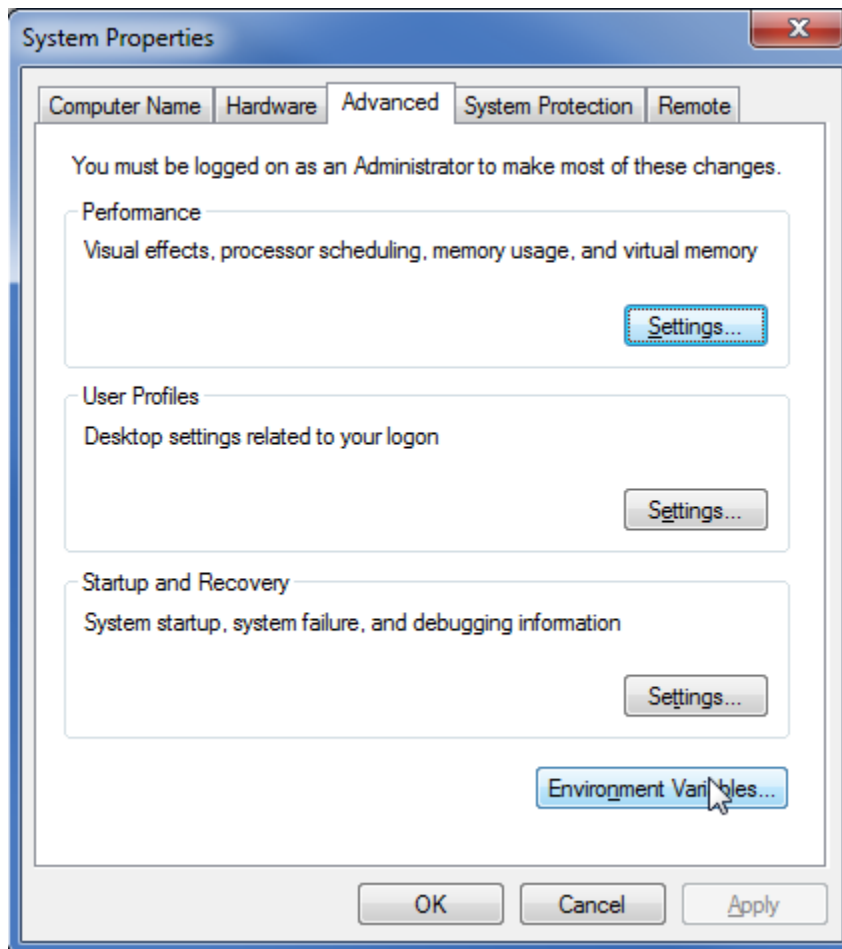 System Properties
Computer Name Hardware Advanced System Protection Remote
You must be logged on as an Administrator to make most of these changes.
Performance
Visual effects, processor scheduling, memory usage, and virtual memory
Settings...
User Profiles
Desktop settings related to your logon
Settings...
Startup and Recovery
System startup, system failure, and debugging information
Settings...
Environment Variables...
OK Cancel Apply